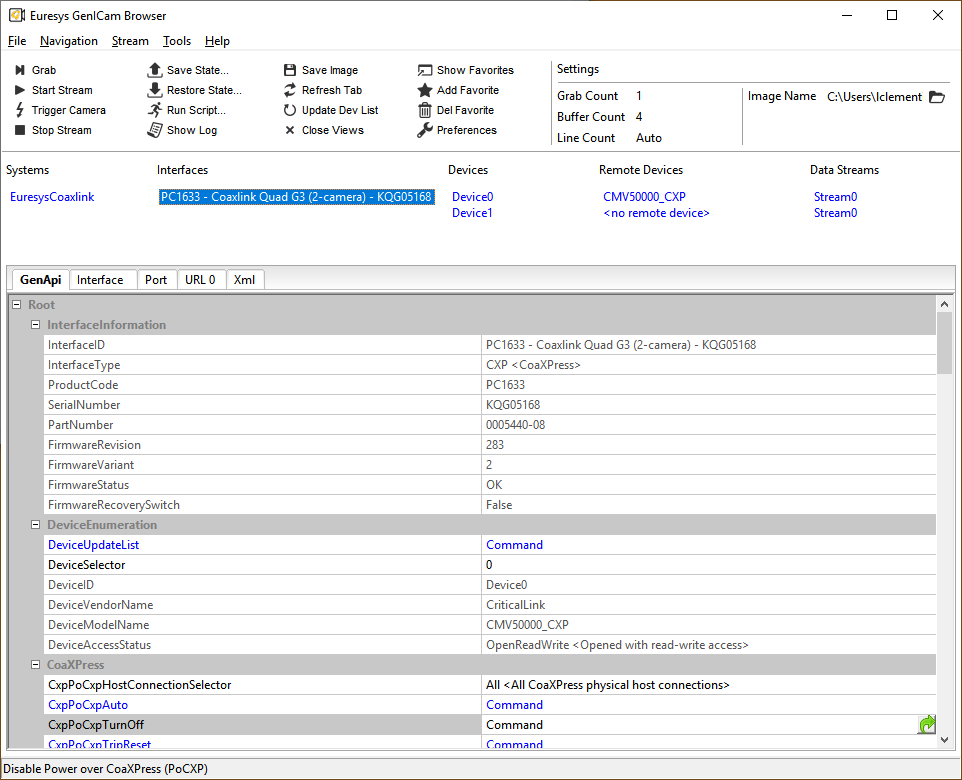 Euresys GenICam Browser
File Navigation Stream Tools Help
Grab Save State... Save Image Show Favorites Settings
Start Stream Restore State... Refresh Tab Add Favorite Grab Count 1 Image Name C:\Users\lclement
Trigger Camera Run Script... Update Dev List Del Favorite Buffer Count 4
Stop Stream Show Log Close Views Preferences Line Count Auto
Systems Interfaces Devices Remote Devices Data Streams
EuresysCoaxlink PC1633 - Coaxlink Quad G3 (2-camera) - KQG05168 Device0 CMV50000_CXP Stream0
Device1 <no remote device> Stream0
GenApi Interface Port URL 0 Xml
Root
InterfaceInformation
InterfaceID PC1633 - Coaxlink Quad G3 (2-camera) - KQG05168
InterfaceType CXP <CoaXPress>
ProductCode PC1633
SerialNumber KQG05168
PartNumber 0005440-08
FirmwareRevision 283
FirmwareVariant 2
FirmwareStatus OK
FirmwareRecoverySwitch False
DeviceEnumeration
DeviceUpdateList Command
DeviceSelector 0
DeviceID Device0
DeviceVendorName CriticalLink
DeviceModelName CMV50000_CXP
DeviceAccessStatus OpenReadWrite <Opened with read-write access>
CoaXPress
CxpPoCxpHostConnectionSelector All <All CoaXPress physical host connections>
CxpPoCxpAuto Command
CxpPoCxpTurnOff Command
CxpPoCxpTripReset Command
Disable Power over CoaXPress (PoCXP)